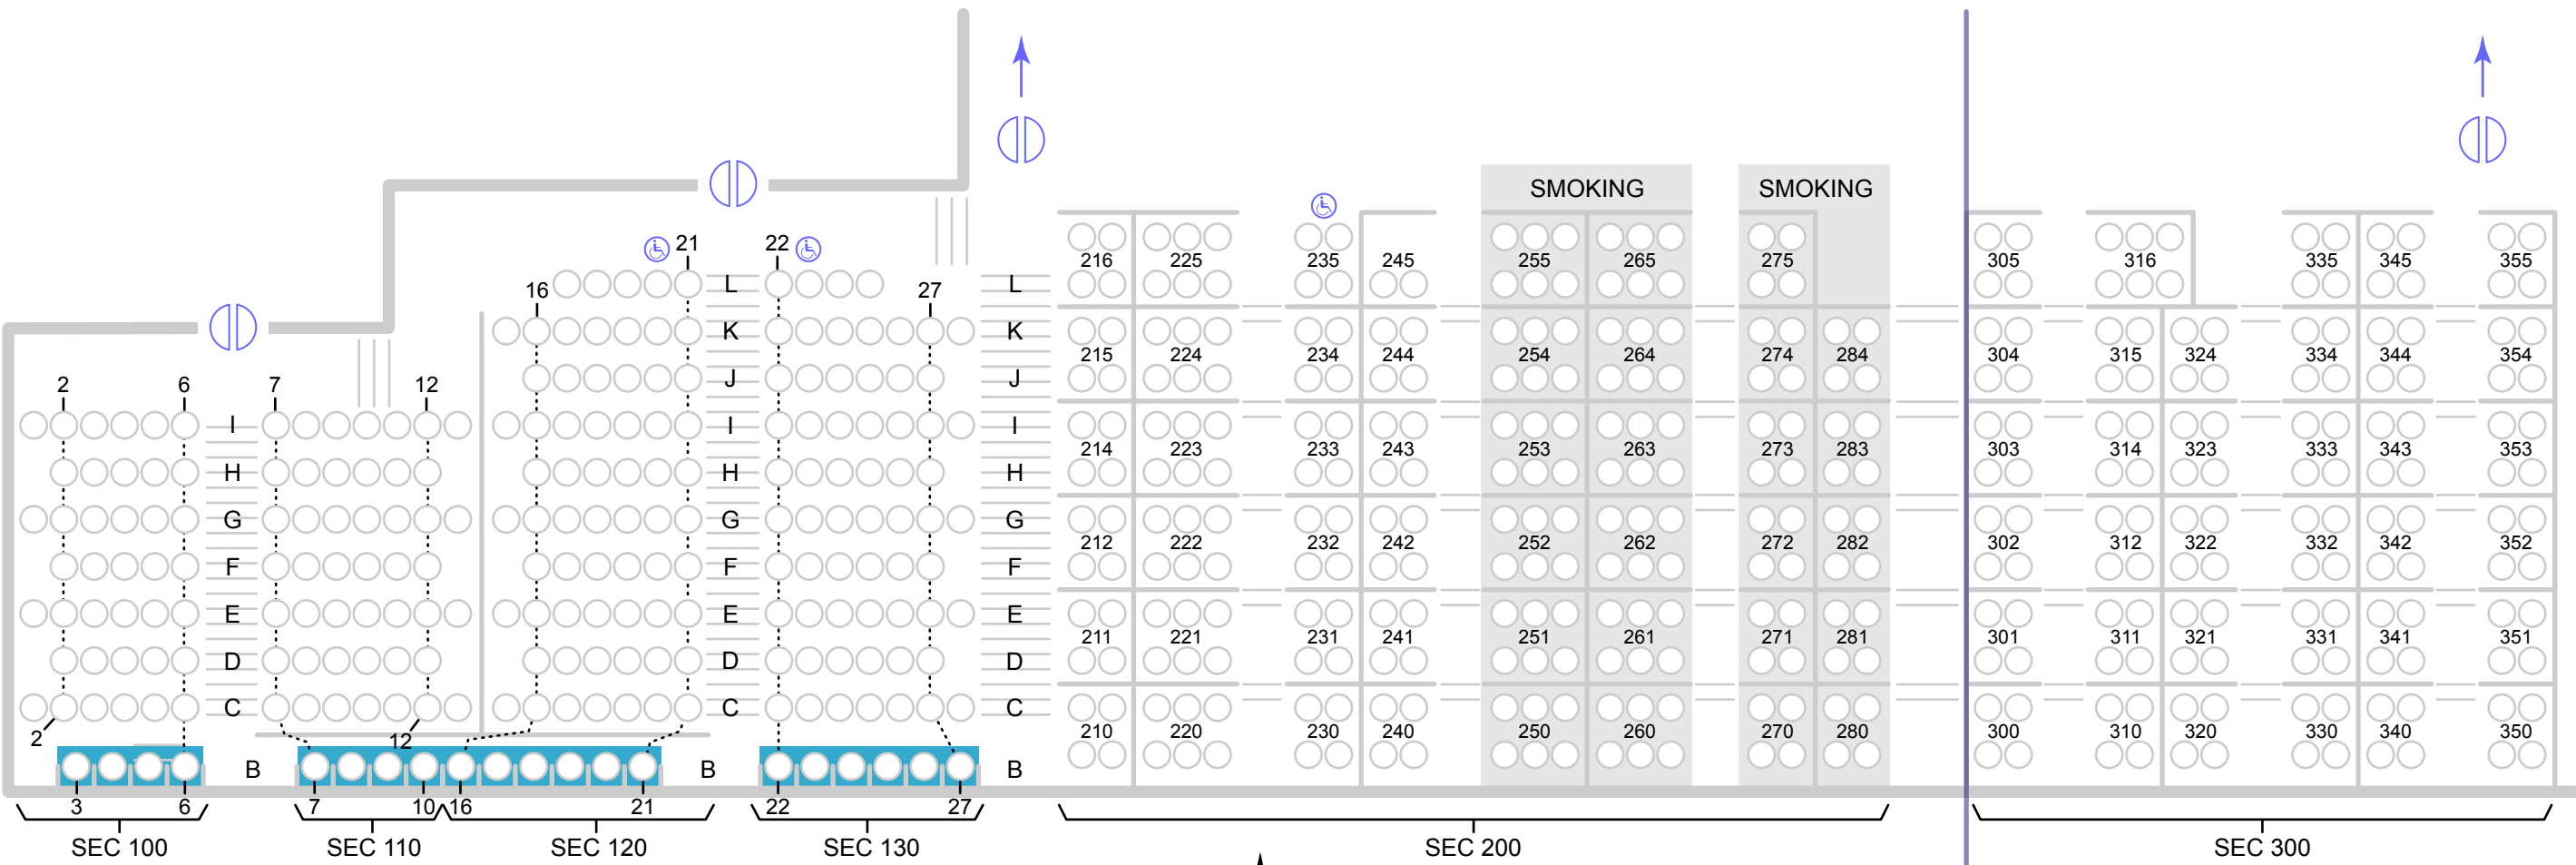 SMOKING SMOKING
21 22
216 225 235 245 255 265 275 305 316 335 345 355
L L
16 27
K K
215 224 234 244 254 264 274 284 304 315 324 334 344 354
J J
2 6 7 12
I I I
214 223 233 243 253 263 273 283 303 314 323 333 343 353
H H H
G G G
212 222 232 242 252 262 272 282 302 312 322 332 342 352
F F F
E E E
211 221 231 241 251 261 271 281 301 311 321 331 341 351
D D D
C C C
210 220 230 240 250 260 270 280 300 310 320 330 340 350
2 12
B B B
3 6 7 10 16 21 22 27
SEC 100 SEC 110 SEC 120 SEC 130 SEC 200 SEC 300